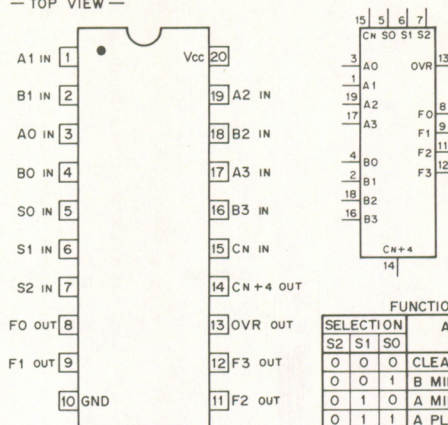 — TOP VIEW —
A1 IN 1
B1 IN 2
A0 IN 3
B0 IN 4
S0 IN 5
S1 IN 6
S2 IN 7
F0 OUT 8
F1 OUT 9
10 GND
Vcc 20
19 A2 IN
18 B2 IN
17 A3 IN
16 B3 IN
15 CN IN
14 CN+4 OUT
13 OVR OUT
12 F3 OUT
11 F2 OUT
15 5 6 7
CN S0 S1 S2
3 A0
1 A1
19 A2
17 A3
4 B0
2 B1
18 B2
16 B3
OVR 13
F0 8
F1 9
F2 11
F3 12
CN+4
14
SELECTION
S2 S1 S0
0 0 0
0 0 1 B
0 1 0 A
0 1 1 A